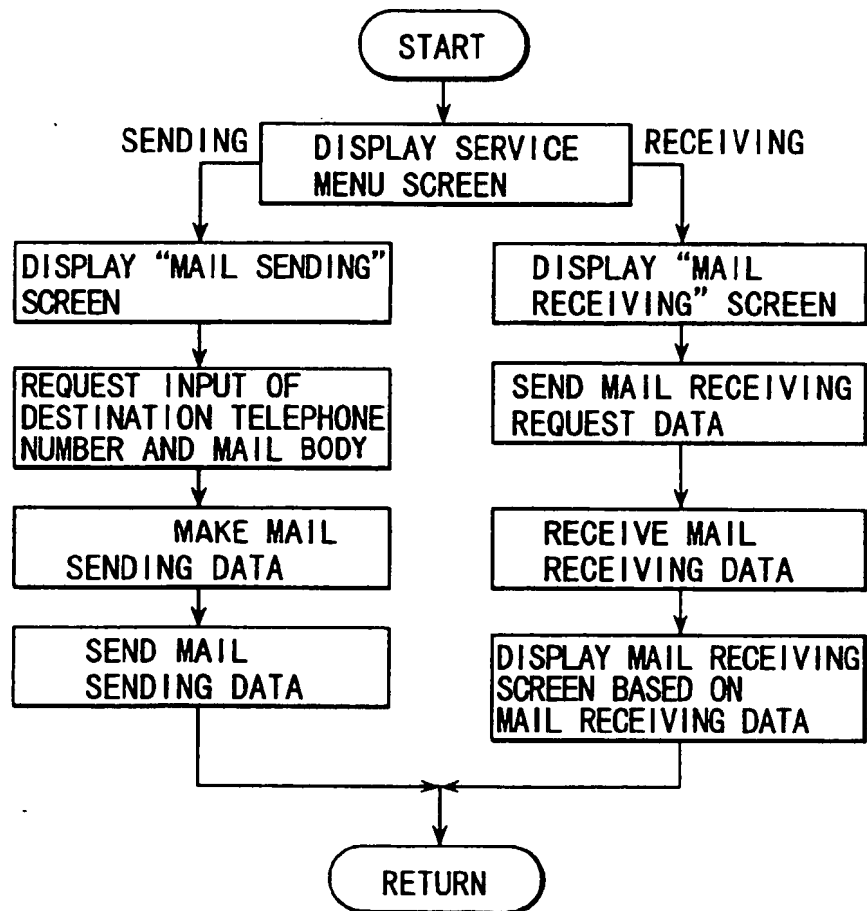 START
SENDING
DISPLAY SERVICE
MENU SCREEN
RECEIVING
DISPLAY “MAIL SENDING”
SCREEN
REQUEST INPUT OF
DESTINATION TELEPHONE
NUMBER AND MAIL BODY
MAKE MAIL
SENDING DATA
SEND MAIL
SENDING DATA
DISPLAY “MAIL
RECEIVING” SCREEN
SEND MAIL RECEIVING
REQUEST DATA
RECEIVE MAIL
RECEIVING DATA
DISPLAY MAIL RECEIVING
SCREEN BASED ON
MAIL RECEIVING DATA
RETURN